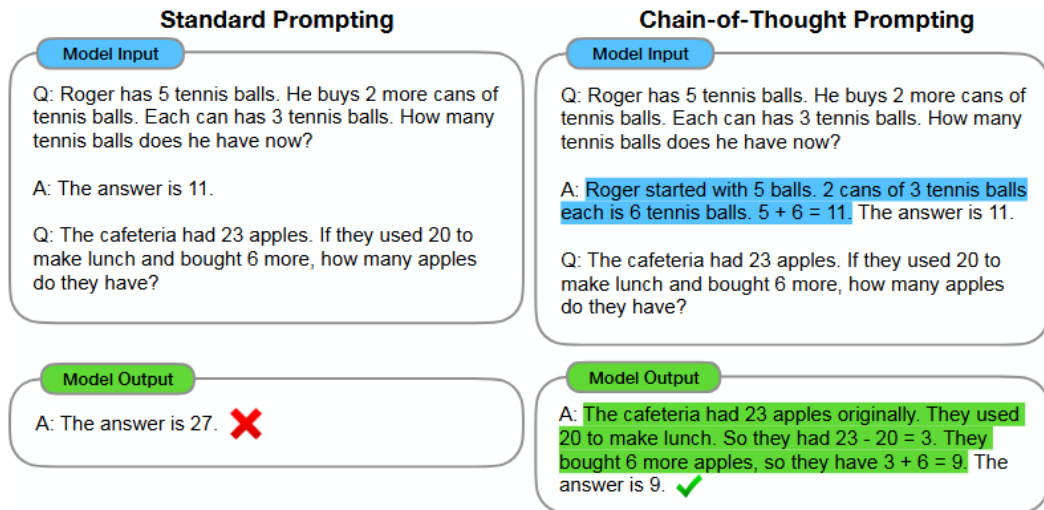 Standard Prompting
Model Input
Q: Roger has 5 tennis balls. He buys 2 more cans of
tennis balls. Each can has 3 tennis balls. How many
tennis balls does he have now?
A: The answer is 11.
Q: The cafeteria had 23 apples. If they used 20 to
make lunch and bought 6 more, how many apples
do they have?
Model Output
A: The answer is 27.
Chain-of-Thought Prompting
Model Input
Q: Roger has 5 tennis balls. He buys 2 more cans of
tennis balls. Each can has 3 tennis balls. How many
tennis balls does he have now?
A: Roger started with 5 balls. 2 cans of 3 tennis balls
each is 6 tennis balls. 5 + 6 = 11. The answer is 11.
Q: The cafeteria had 23 apples. If they used 20 to
make lunch and bought 6 more, how many apples
do they have?
Model Output
A: The cafeteria had 23 apples originally. They used
20 to make lunch. So they had 23 - 20 = 3. They
bought 6 more apples, so they have 3 + 6 = 9. The
answer is 9.